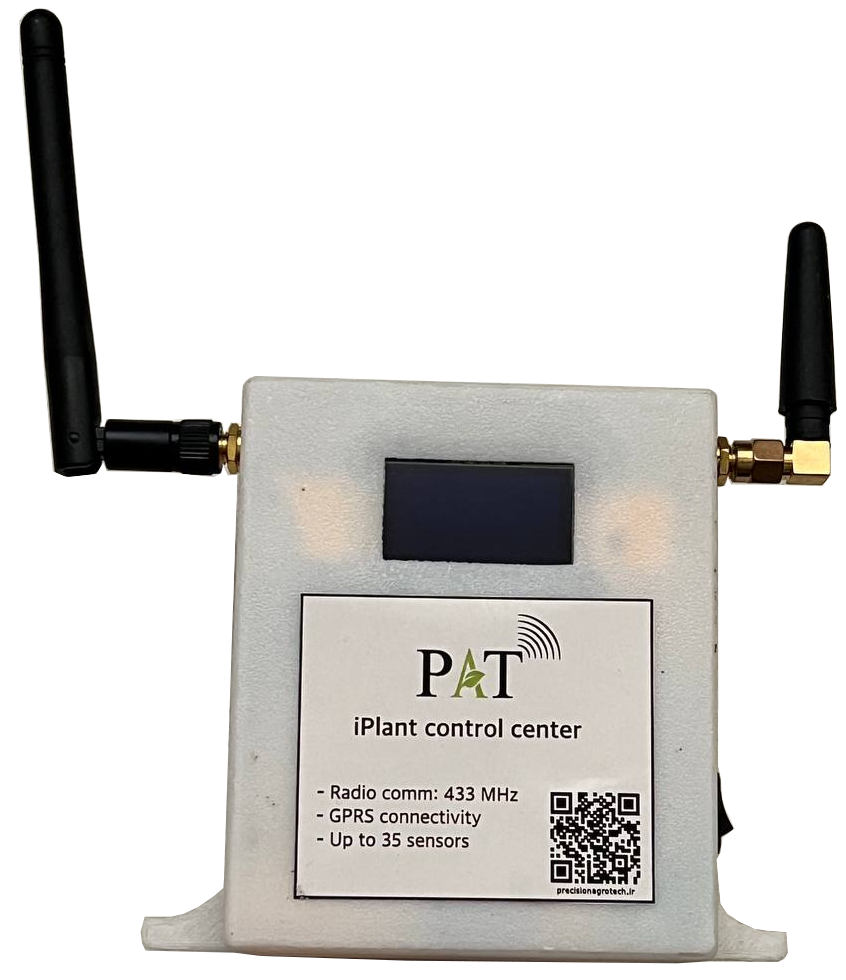 PAT
iPlant control center
- Radio comm: 433 MHz
- GPRS connectivity
- Up to 35 sensors
precisionagrotech.ir